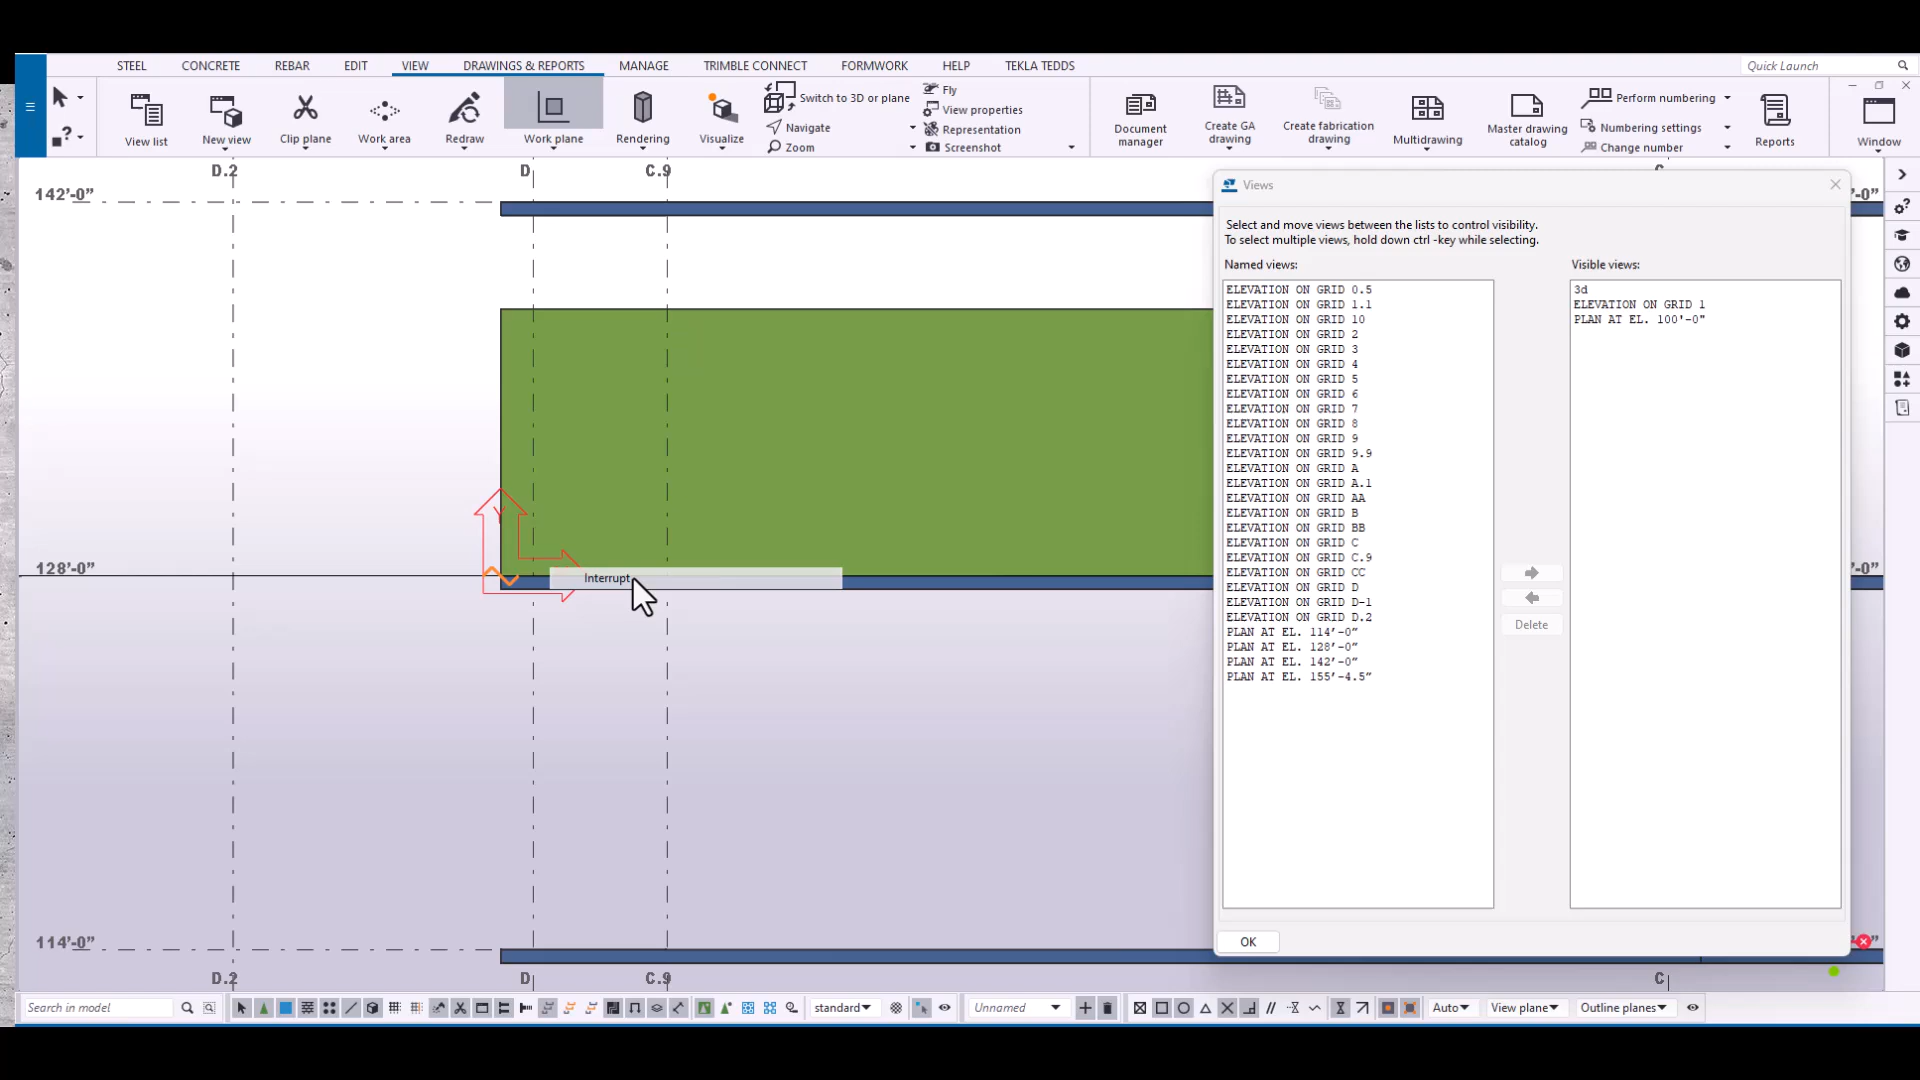 STEEL CONCRETE REBAR EDIT VIEW DRAWINGS & REPORTS MANAGE TRIMBLE CONNECT FORMWORK HELP TEKLA TEDDS Quick Launch
View list
New view
Clip plane
Work area
Redraw
Work plane
Rendering
Visualize
Switch to 3D or plane
Navigate
Zoom
Fly
View properties
Representation
Screenshot
Document
manager
Create GA
drawing
Create fabrication
drawing
Multidrawing
Master drawing
catalog
Perform numbering
Numbering settings
Change number
Reports
Window
D.2 D C.9 C
142'-0"
128'-0"
114'-0"
-0"
-0"
Y
Interrupt
D.2 D C.9 C
Views
Select and move views between the lists to control visibility.
To select multiple views, hold down ctrl -key while selecting.
Named views:
ELEVATION ON GRID 0.5
ELEVATION ON GRID 1.1
ELEVATION ON GRID 10
ELEVATION ON GRID 2
ELEVATION ON GRID 3
ELEVATION ON GRID 4
ELEVATION ON GRID 5
ELEVATION ON GRID 6
ELEVATION ON GRID 7
ELEVATION ON GRID 8
ELEVATION ON GRID 9
ELEVATION ON GRID 9.9
ELEVATION ON GRID A
ELEVATION ON GRID A.1
ELEVATION ON GRID AA
ELEVATION ON GRID B
ELEVATION ON GRID BB
ELEVATION ON GRID C
ELEVATION ON GRID C.9
ELEVATION ON GRID CC
ELEVATION ON GRID D
ELEVATION ON GRID D-1
ELEVATION ON GRID D.2
PLAN AT EL. 114'-0"
PLAN AT EL. 128'-0"
PLAN AT EL. 142'-0"
PLAN AT EL. 155'-4.5"
Visible views:
3d
ELEVATION ON GRID 1
PLAN AT EL. 100'-0"
Delete
OK
Search in model
standard
Unnamed
Auto
View plane
Outline planes